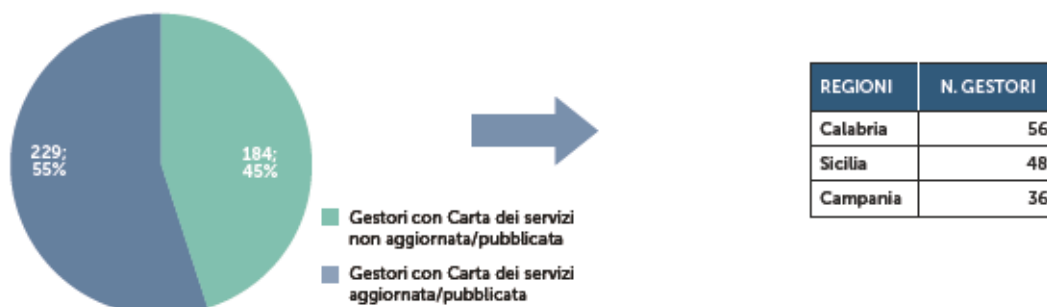 229;
55%
184;
45%
Gestori con Carta dei servizi
non aggiornata/pubblicata
Gestori con Carta dei servizi
aggiornata/pubblicata
REGIONI N. GESTORI
Calabria 56
Sicilia 48
Campania 36